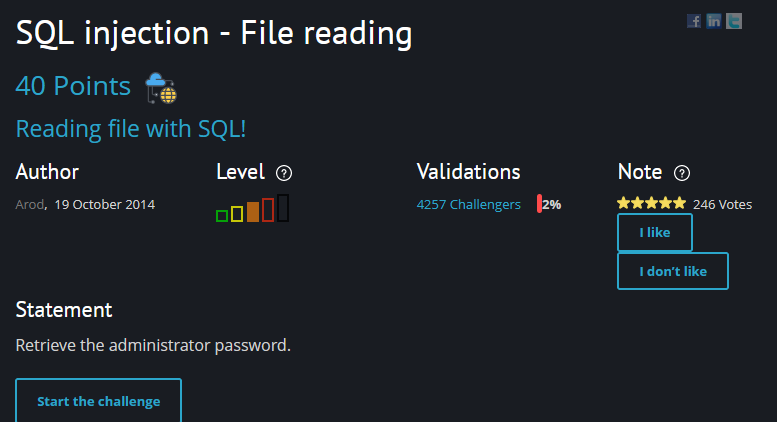 SQL injection - File reading
40 Points
Reading file with SQL!
Author Level ? Validations Note ?
Arod, 19 October 2014 4257 Challengers 2% 246 Votes
I like
I don't like
Statement
Retrieve the administrator password.
Start the challenge